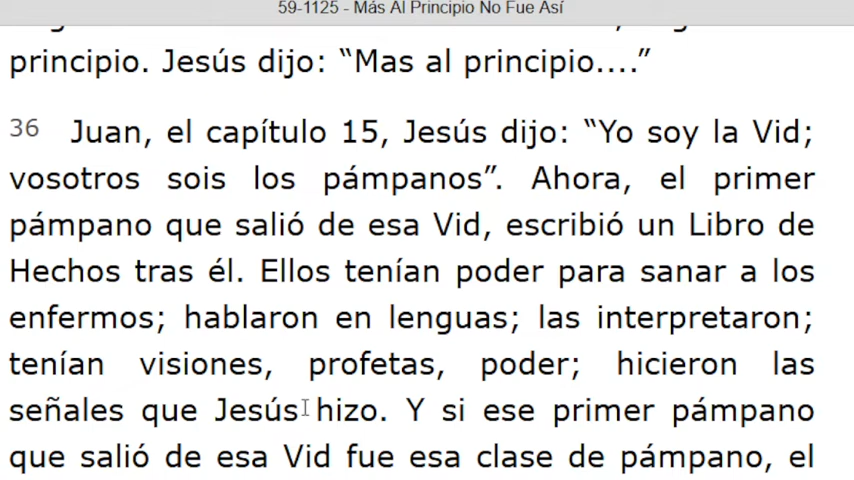 59-1125 - Más Al Principio No Fue Así
principio. Jesús dijo: “Mas al principio....”
36 Juan, el capítulo 15, Jesús dijo: “Yo soy la Vid;
vosotros sois los pámpanos”. Ahora, el primer
pámpano que salió de esa Vid, escribió un Libro de
Hechos tras él. Ellos tenían poder para sanar a los
enfermos; hablaron en lenguas; las interpretaron;
tenían visiones, profetas, poder; hicieron las
señales que Jesús hizo. Y si ese primer pámpano
que salió de esa Vid fue esa clase de pámpano, el